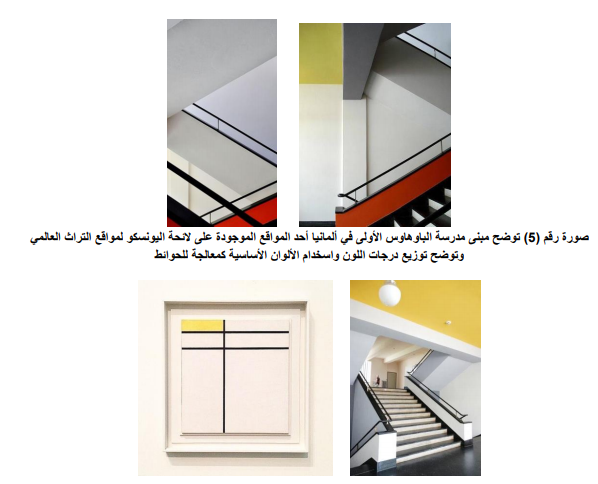 صورة رقم (5) توضح مبنى مدرسة الباوهاوس الأولى في ألمانيا أحد المواقع الموجودة على لائحة اليونسكو لمواقع التراث العالمي
وتوضح توزيع درجات اللون واسخدام الألوان الأساسية كمعالجة للحوائط